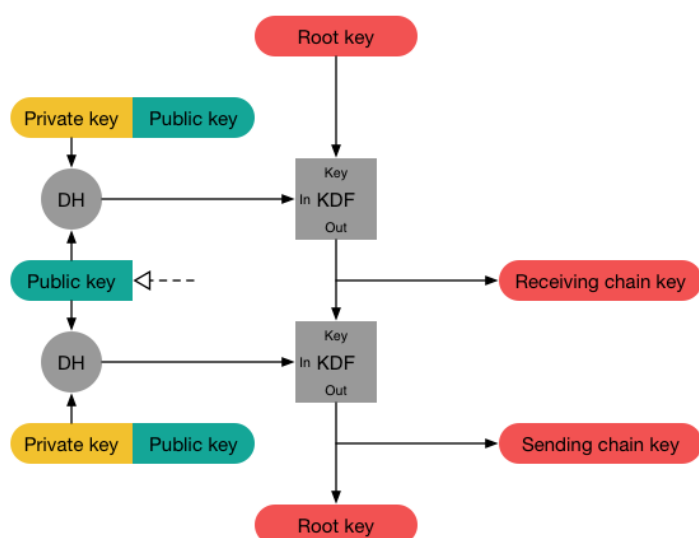 Root key
Private key Public key
Key
DH
In KDF
Out
Public key
Receiving chain key
Key
DH
In KDF
Out
Private key Public key
Sending chain key
Root key